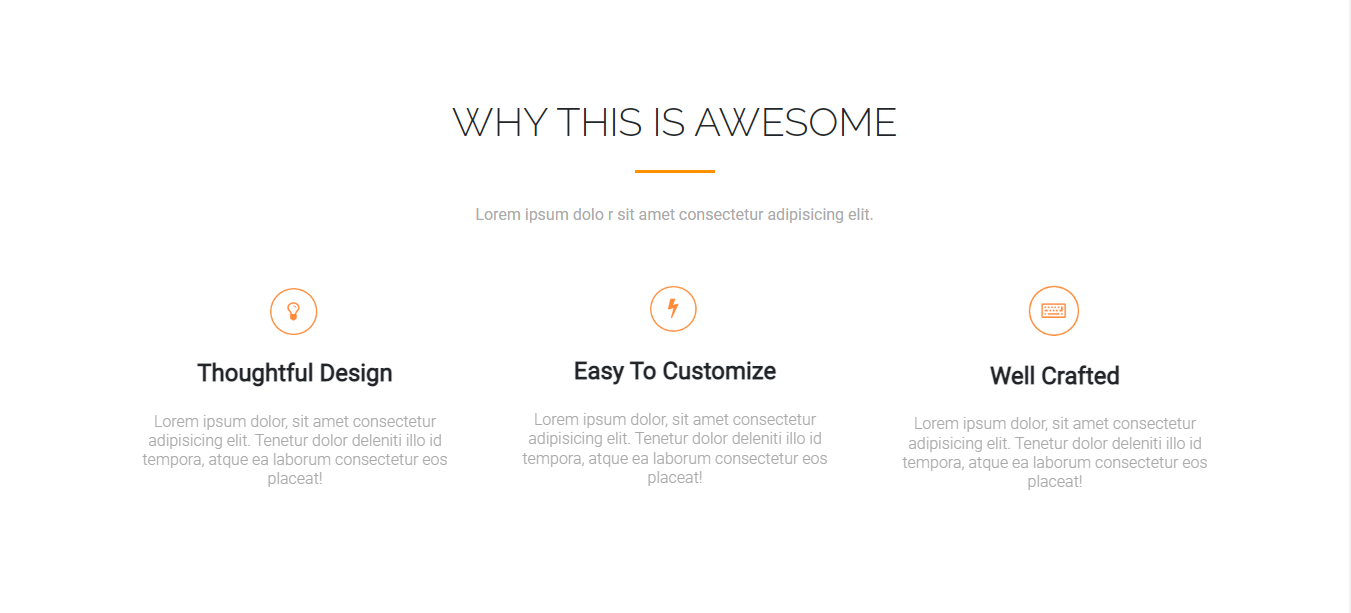 WHY THIS IS AWESOME
Lorem ipsum dolo r sit amet consectetur adipisicing elit.
Thoughtful Design
Lorem ipsum dolor, sit amet consectetur
adipisicing elit. Tenetur dolor deleniti illo id
tempora, atque ea laborum consectetur eos
placeat!
Easy To Customize
Lorem ipsum dolor, sit amet consectetur
adipisicing elit. Tenetur dolor deleniti illo id
tempora, atque ea laborum consectetur eos
placeat!
Well Crafted
Lorem ipsum dolor, sit amet consectetur
adipisicing elit. Tenetur dolor deleniti illo id
tempora, atque ea laborum consectetur eos
placeat!